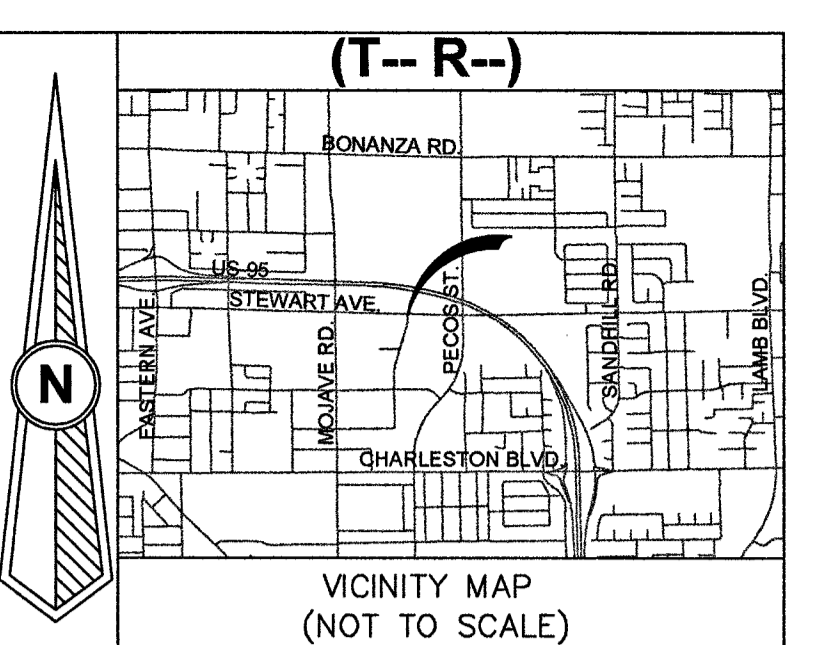 (T-- R--)
BONANZA RD.
US 95
STEWART AVE.
EASTERN AVE.
MOJAVE RD.
PECOS ST.
SANDHILL RD.
LAMB BLVD.
N
CHARLESTON BLVD.
VICINITY MAP
(NOT TO SCALE)